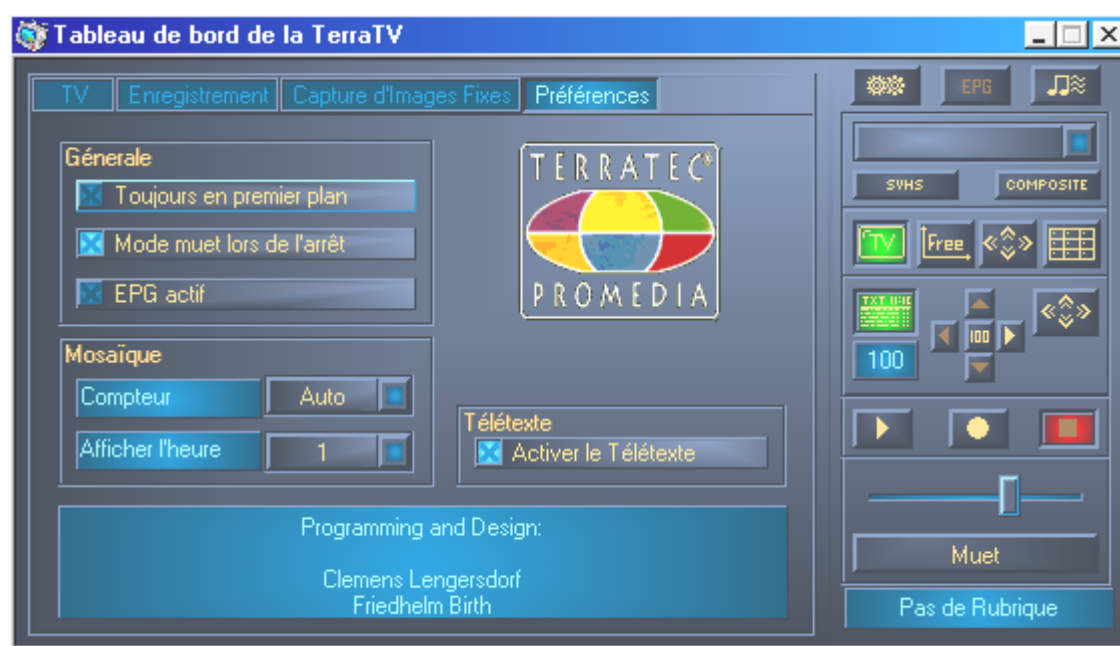 Tableau de bord de la TerraTV
TV
Enregistrement
Capture d'Images Fixes
Préférences
Génerale
Toujours en premier plan
Mode muet lors de l'arrêt
EPG actif
TERRATEC®
PROMEDIA
Mosaïque
Compteur
Auto
Afficher l'heure
1
Télétexte
Activer le Télétexte
Programming and Design:
Clemens Lengersdorf
Friedhelm Birth
EPG
SVHS
COMPOSITE
TV
Free
100
100
Muet
Pas de Rubrique